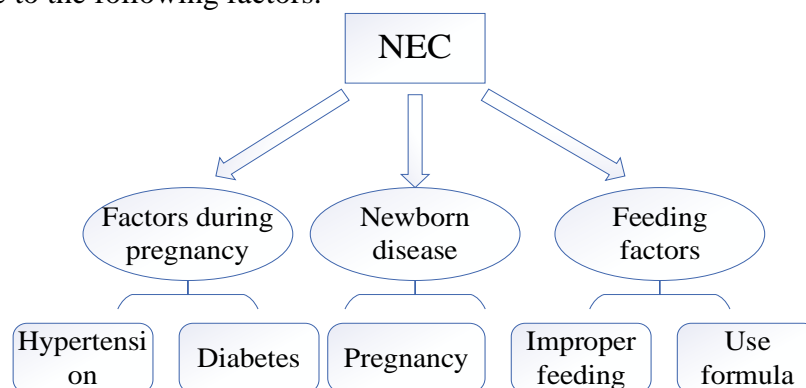 to the following factors.
NEC
Factors during
pregnancy
Newborn
disease
Feeding
factors
Hypertensi
on
Diabetes
Pregnancy
Improper
feeding
Use
formula